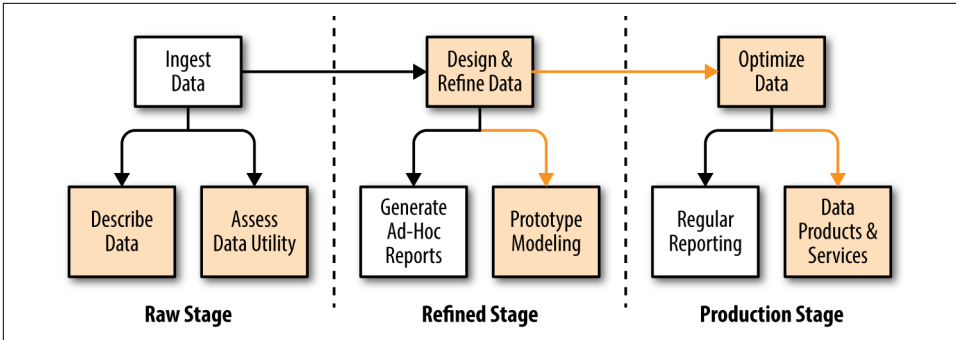 Ingest
Data
Design &
Refine Data
Optimize
Data
Describe
Data
Assess
Data Utility
Generate
Ad-Hoc
Reports
Prototype
Modeling
Regular
Reporting
Data
Products &
Services
Raw Stage
Refined Stage
Production Stage